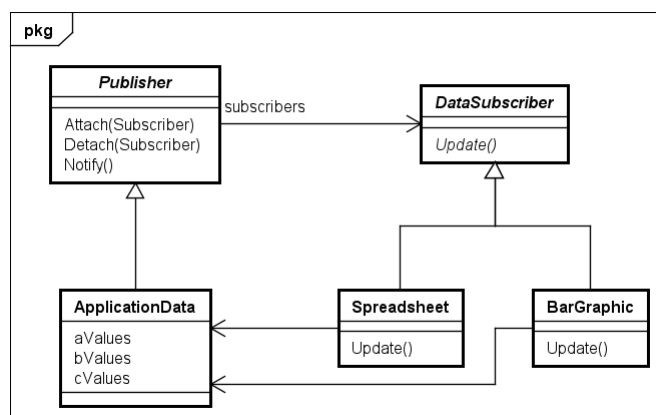 pkg
Publisher
Attach(Subscriber)
Detach(Subscriber)
Notify()
subscribers
DataSubscriber
Update()
ApplicationData
aValues
bValues
cValues
Spreadsheet
Update()
BarGraphic
Update()